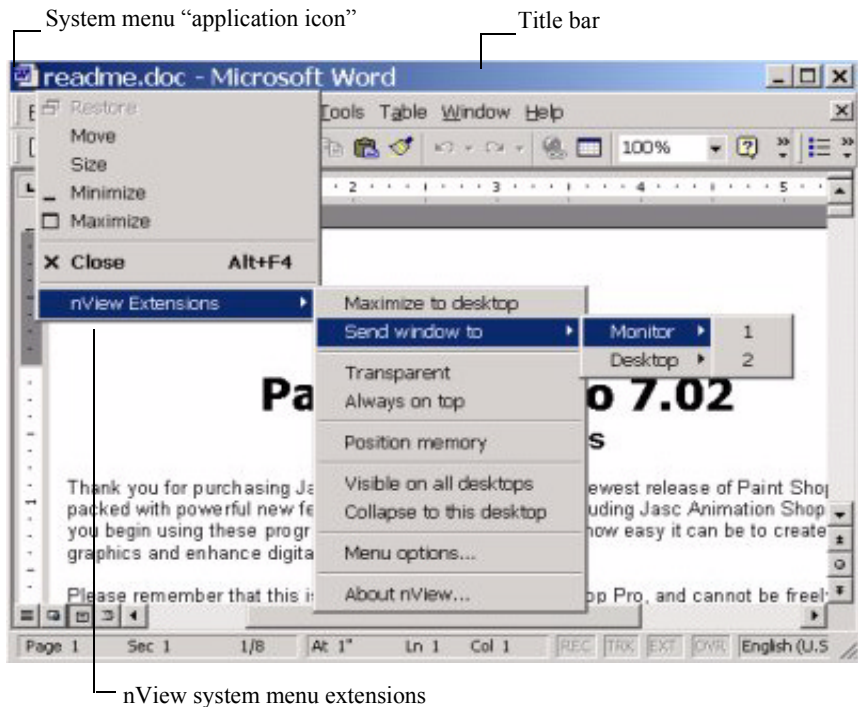 System menu “application icon”
Title bar
readme.doc - Microsoft Word
Restore
Tools Table Window Help
Move
100%
Size
Minimize
2 3 4 5
Maximize
Close Alt+F4
nView Extensions
Maximize to desktop
Send window to
Monitor 1
Desktop 2
Transparent
Always on top
Pa o 7.02
Position memory
s
Visible on all desktops
Collapse to this desktop
Thank you for purchasing Ja ewest release of Paint Shop
packed with powerful new fe uding Jasc Animation Shop
you begin using these progr now easy it can be to create
graphics and enhance digita
Menu options...
Please remember that this i op Pro, and cannot be freel
About nView...
Page 1 Sec 1 1/8 At 1" Ln 1 Col 1 REC TRK EXT OVR English (U.S
nView system menu extensions